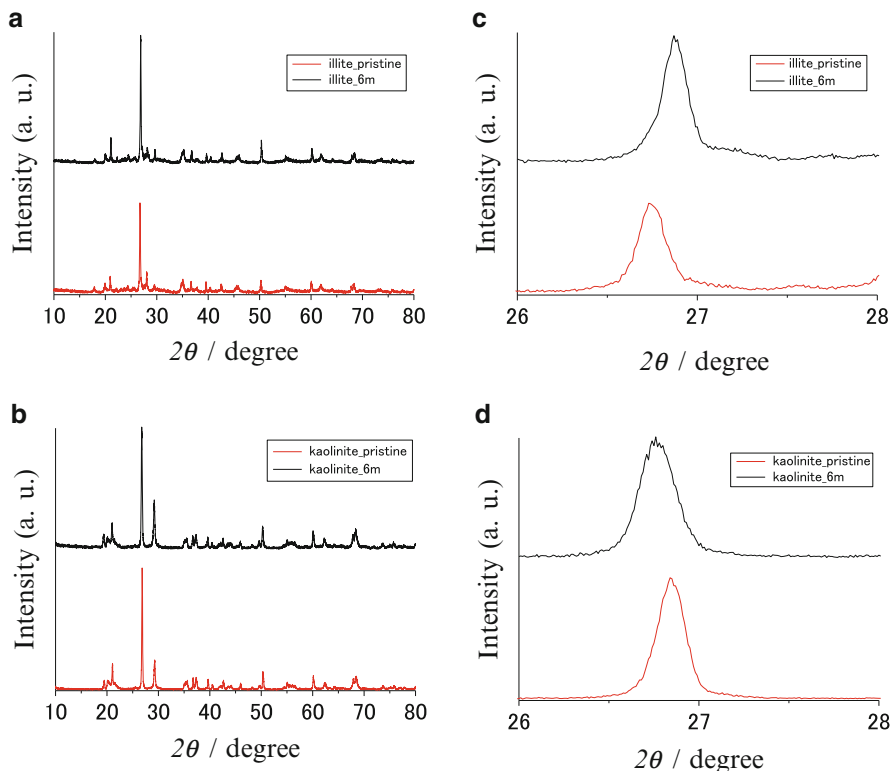 a
Intensity (a. u.)
illite_pristine
illite_6m
10 20 30 40 50 60 70 80
2θ / degree
c
Intensity (a. u.)
illite_pristine
illite_6m
26 27 28
2θ / degree
b
Intensity (a. u.)
kaolinite_pristine
kaolinite_6m
10 20 30 40 50 60 70 80
2θ / degree
d
Intensity (a. u.)
kaolinite_pristine
kaolinite_6m
26 27 28
2θ / degree